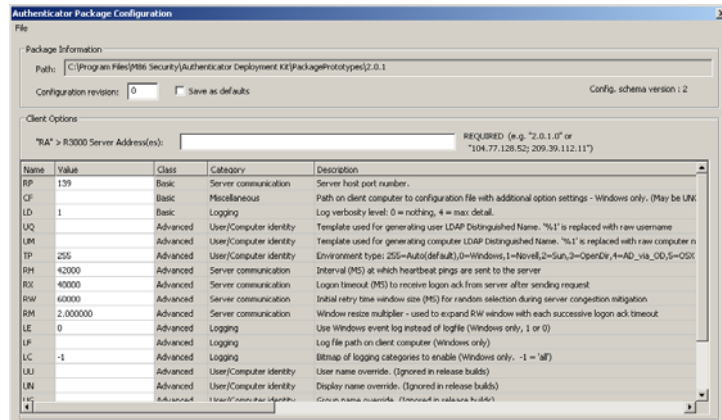 Authenticator Package Configuration
File
Package Information
Path: C:\Program Files\M86 Security\Authenticator Deployment Kit\PackagePrototypes\2.0.1
Configuration revision: 0 Save as defaults Config. schema version : 2
Client Options
"RA" > R3000 Server Address(es): REQUIRED (e.g. "2.0.1.0" or
"104.77.128.52; 209.39.112.11")
Name Value Class Category Description
RP 139 Basic Server communication Server host port number.
CF Basic Miscellaneous Path on client computer to configuration file with additional option settings - Windows only. (May be UNC
LD 1 Basic Logging Log verbosity level: 0 = nothing, 4 = max detail.
UQ Advanced User/Computer identity Template used for generating user LDAP Distinguished Name. '%1' is replaced with raw username
UM Advanced User/Computer identity Template used for generating computer LDAP Distinguished Name. '%1' is replaced with raw computer n
TP 255 Advanced User/Computer identity Environment type: 255=Auto(default),0=Windows,1=Novell,2=Sun,3=OpenDir,4=AD_via_OD,5=OSX
RH 42000 Advanced Server communication Interval (MS) at which heartbeat pings are sent to the server
RX 40000 Advanced Server communication Logon timeout (MS) to receive logon ack from server after sending request
RW 60000 Advanced Server communication Initial retry time window size (MS) for random selection during server congestion mitigation
RM 2.000000 Advanced Server communication Window resize multiplier - used to expand RW window with each successive logon ack timeout
LE 0 Advanced Logging Use Windows event log instead of logfile (Windows only, 1 or 0)
LF Advanced Logging Log file path on client computer (Windows only)
LC -1 Advanced Logging Bitmap of logging categories to enable (Windows only. -1 = 'all')
UU Advanced User/Computer identity User name override. (Ignored in release builds)
UN Advanced User/Computer identity Display name override. (Ignored in release builds)
UG Advanced User/Computer identity Group name override. (Ignored in release builds)